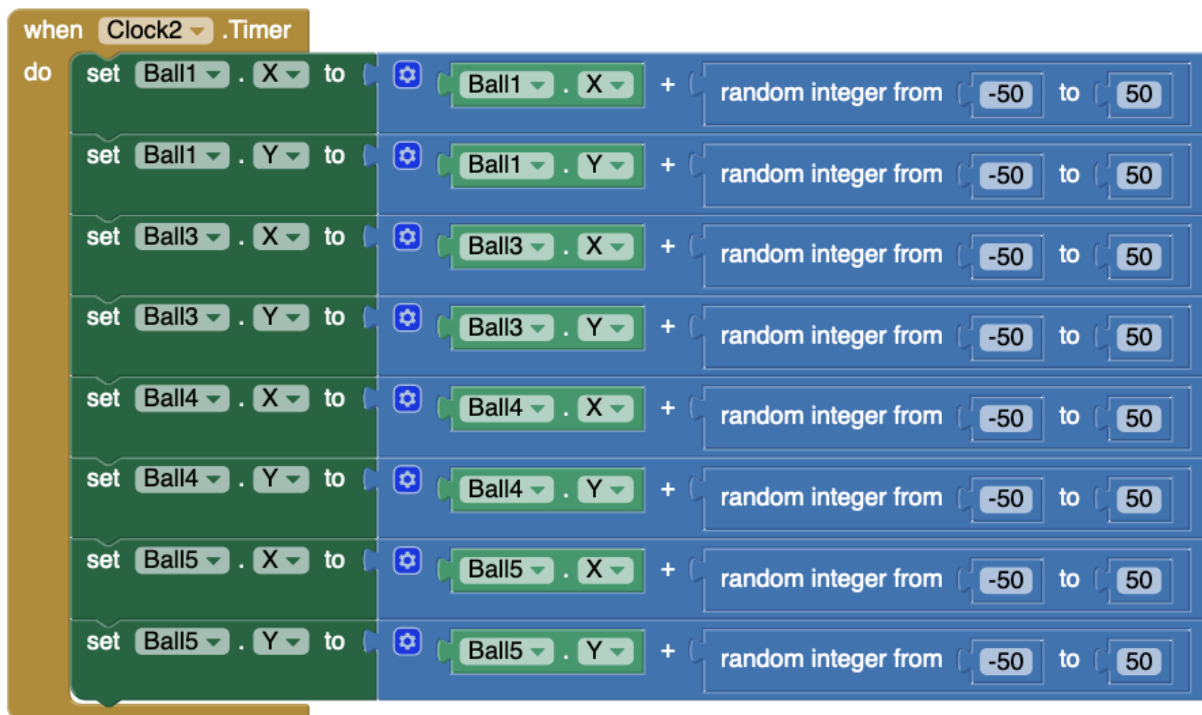 when Clock2 .Timer
do set Ball1 . X to Ball1 . X + random integer from -50 to 50
set Ball1 . Y to Ball1 . Y + random integer from -50 to 50
set Ball3 . X to Ball3 . X + random integer from -50 to 50
set Ball3 . Y to Ball3 . Y + random integer from -50 to 50
set Ball4 . X to Ball4 . X + random integer from -50 to 50
set Ball4 . Y to Ball4 . Y + random integer from -50 to 50
set Ball5 . X to Ball5 . X + random integer from -50 to 50
set Ball5 . Y to Ball5 . Y + random integer from -50 to 50